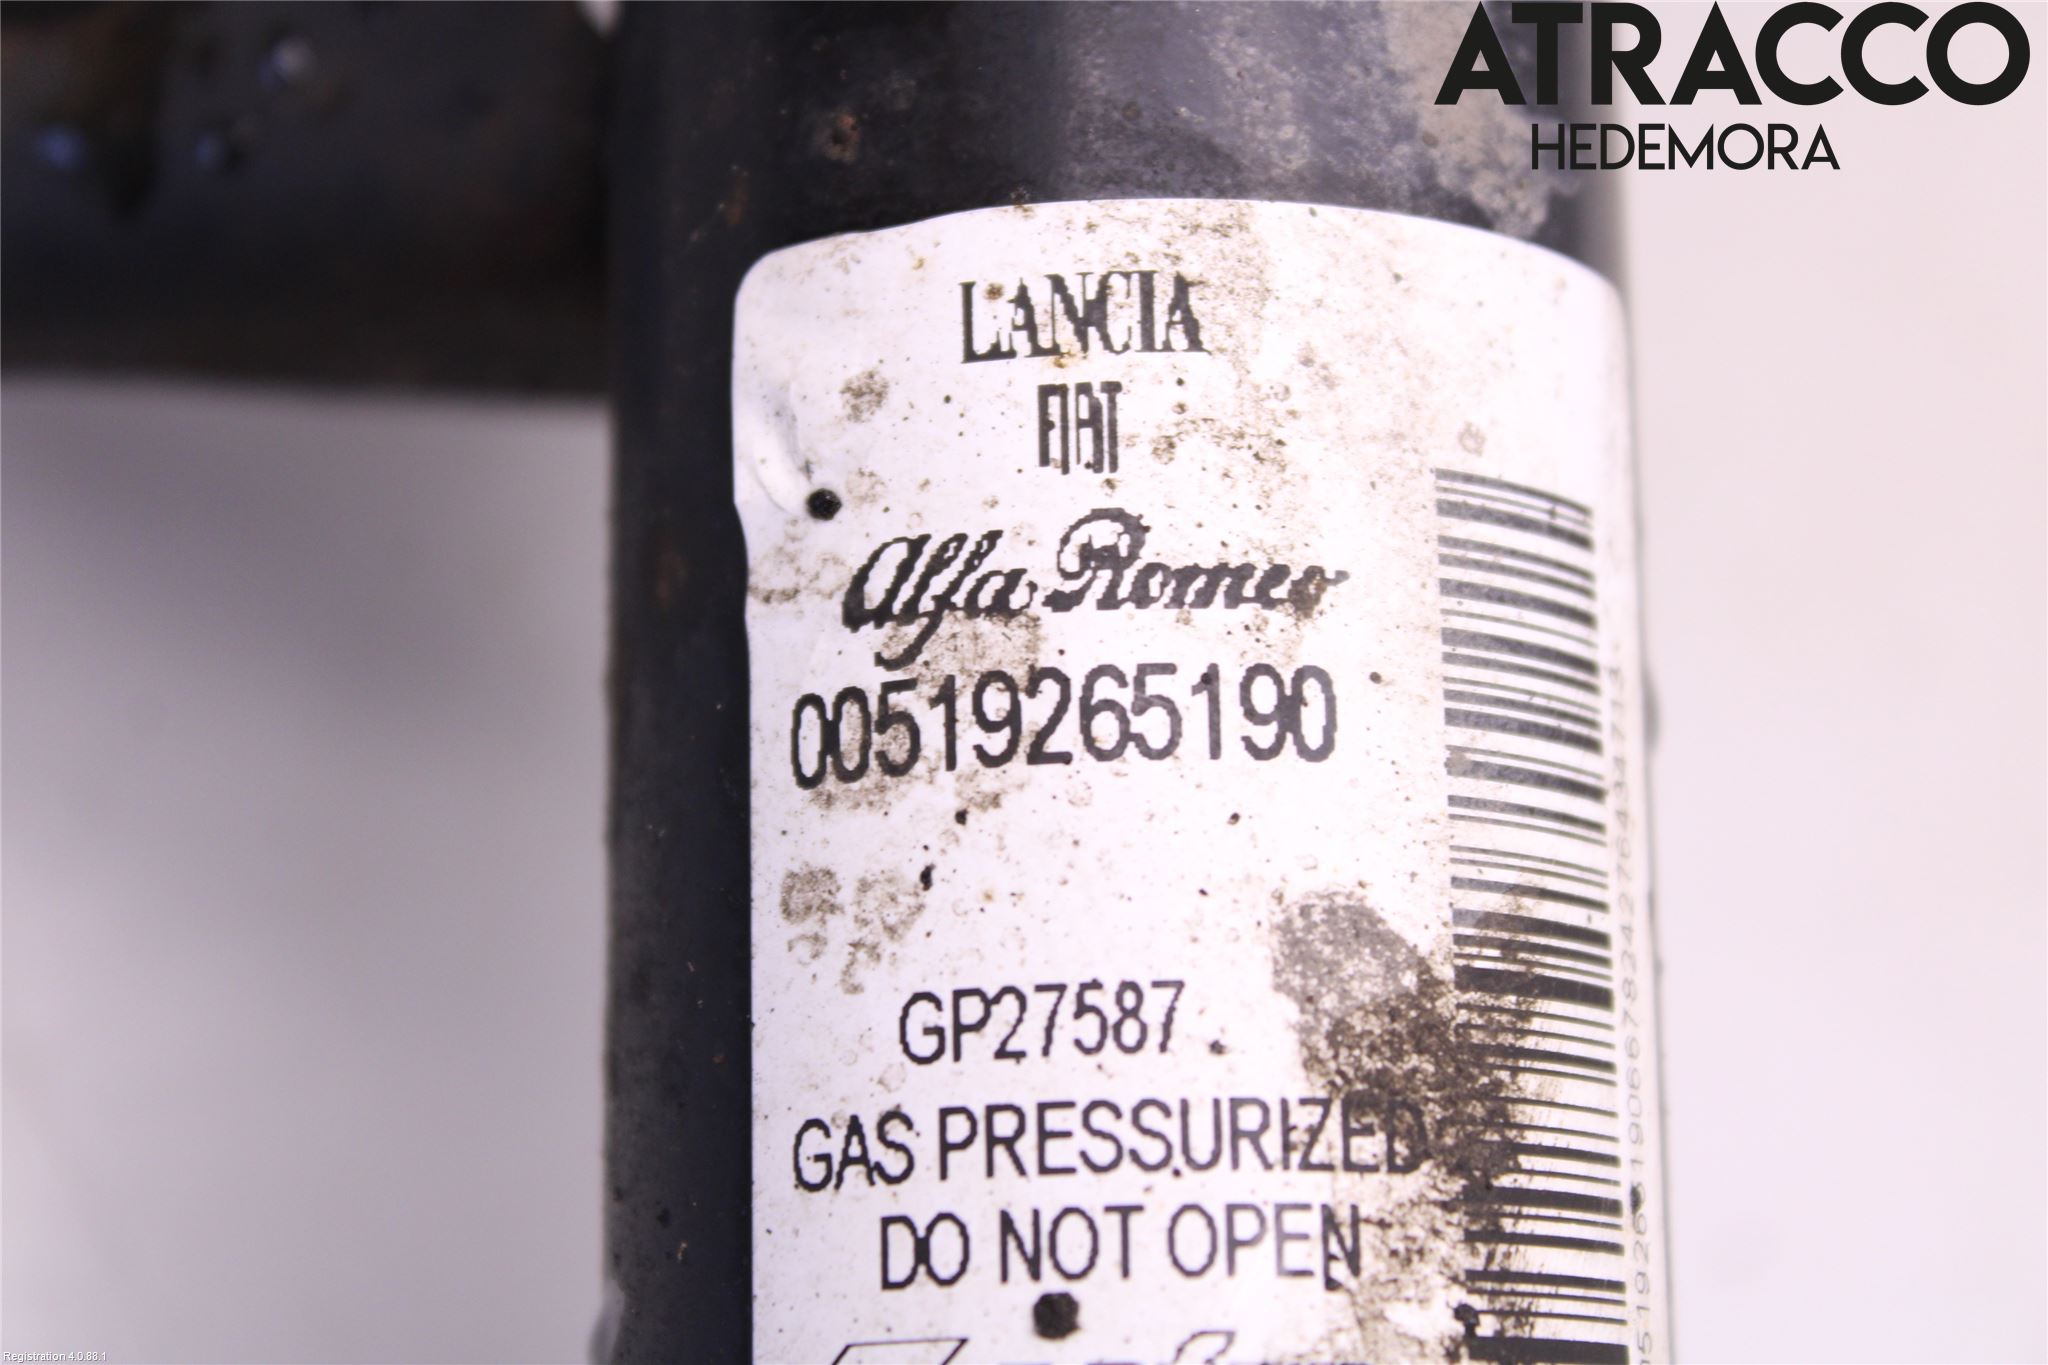 ATRACCO
HEDEMORA
LANCIA
FIAT
Alfa Romeo
00519265190
GP27587
GAS PRESSURIZED
DO NOT OPEN
Registration 4.0.88.1